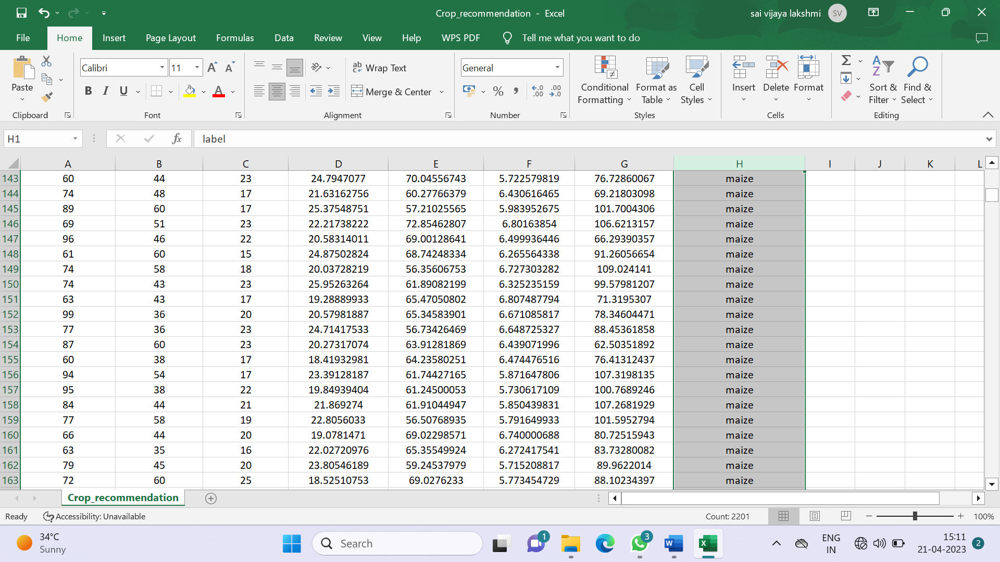 Crop_recommendation - Excel
sai vijaya lakshmi SV
File Home Insert Page Layout Formulas Data Review View Help WPS PDF Tell me what you want to do
Calibri 11 Wrap Text General
Paste B I U A Merge & Center % Conditional Formatting Format as Table Cell Styles Insert Delete Format Sort & Filter Find & Select
Clipboard Font Alignment Number Styles Cells Editing
H1 fx label
A B C D E F G H I J K L
143 60 44 23 24.7947077 70.04556743 5.722579819 76.72860067 maize
144 74 48 17 21.63162756 60.27766379 6.430616465 69.21803098 maize
145 89 60 17 25.37548751 57.21025565 5.983952675 101.7004306 maize
146 69 51 23 22.21738222 72.85462807 6.80163854 106.6213157 maize
147 96 46 22 20.58314011 69.00128641 6.499936446 66.29390357 maize
148 61 60 15 24.87502824 68.74248334 6.265564338 91.26056654 maize
149 74 58 18 20.03728219 56.35606753 6.727303282 109.024141 maize
150 74 43 23 25.95263264 61.89082199 6.325235159 99.57981207 maize
151 63 43 17 19.28889933 65.47050802 6.807487794 71.3195307 maize
152 99 36 20 20.57981887 65.34583901 6.671085817 78.34604471 maize
153 77 36 23 24.71417533 56.73426469 6.648725327 88.45361858 maize
154 87 60 23 20.27317074 63.91281869 6.439071996 62.50351892 maize
155 60 38 17 18.41932981 64.23580251 6.474476516 76.41312437 maize
156 94 54 17 23.39128187 61.74427165 5.871647806 107.3198135 maize
157 95 38 22 19.84939404 61.24500053 5.730617109 100.7689246 maize
158 84 44 21 21.869274 61.91044947 5.850439831 107.2681929 maize
159 77 58 19 22.8056033 56.50768935 5.791649933 101.5952794 maize
160 66 44 20 19.0781471 69.02298571 6.740000688 80.72515943 maize
161 63 35 16 22.02720976 65.35549924 6.272417541 83.73280082 maize
162 79 45 20 23.80546189 59.24537979 5.715208817 89.9622014 maize
163 72 60 25 18.52510753 69.0276233 5.773454729 88.10234397 maize
Crop_recommendation
Ready Accessibility: Unavailable Count: 2201 100%
34°C
Sunny
Search
1
3
ENG
IN
15:11
21-04-2023
2